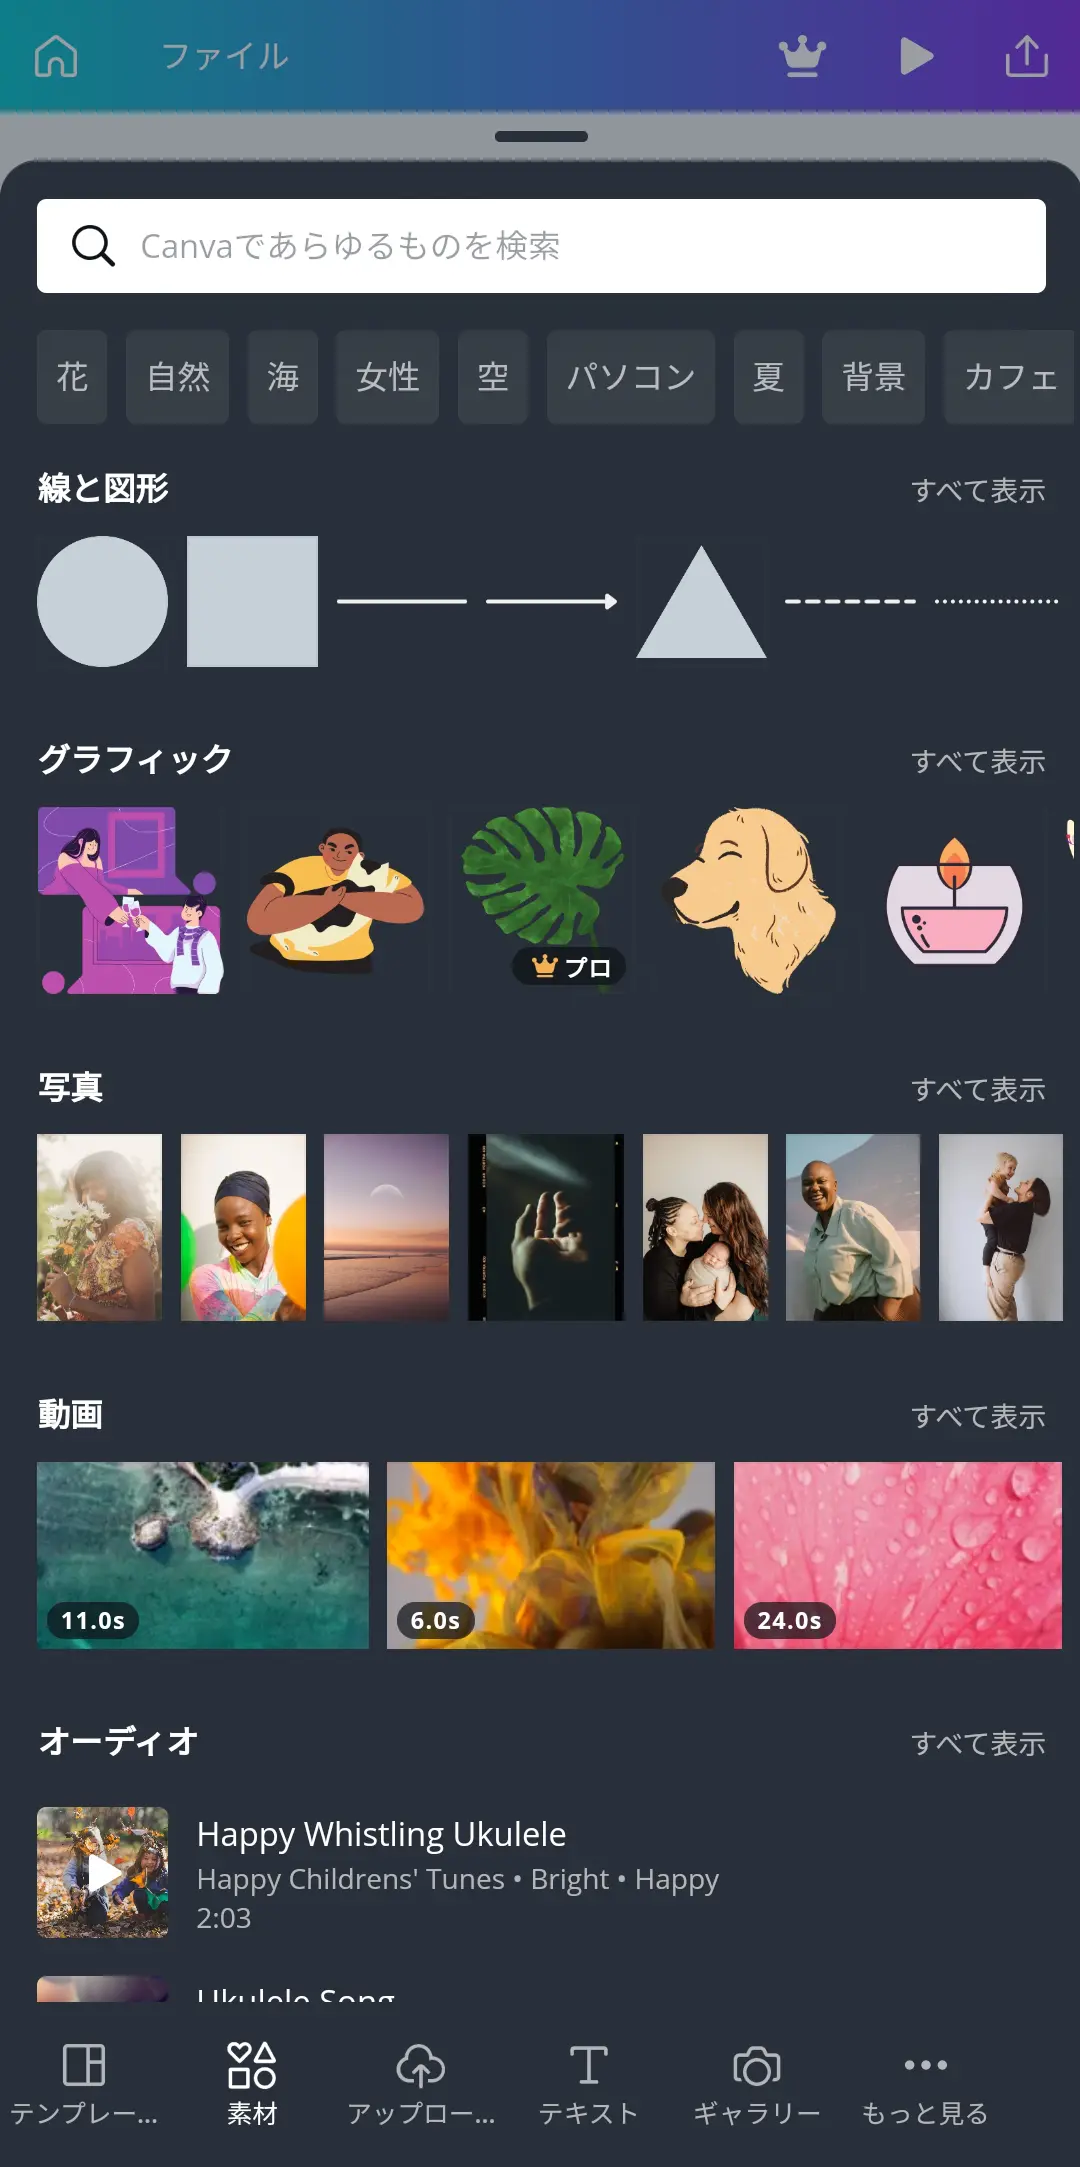 ファイル
Canvaであらゆるものを検索
花 自然 海 女性 空 パソコン 夏 背景 カフェ
線と図形 すべて表示
グラフィック すべて表示
プロ
写真 すべて表示
動画 すべて表示
11.0s 6.0s 24.0s
オーディオ すべて表示
Happy Whistling Ukulele
Happy Childrens' Tunes • Bright • Happy
2:03
Ukulele Song
テンプレー... 素材 アップロー... テキスト ギャラリー もっと見る